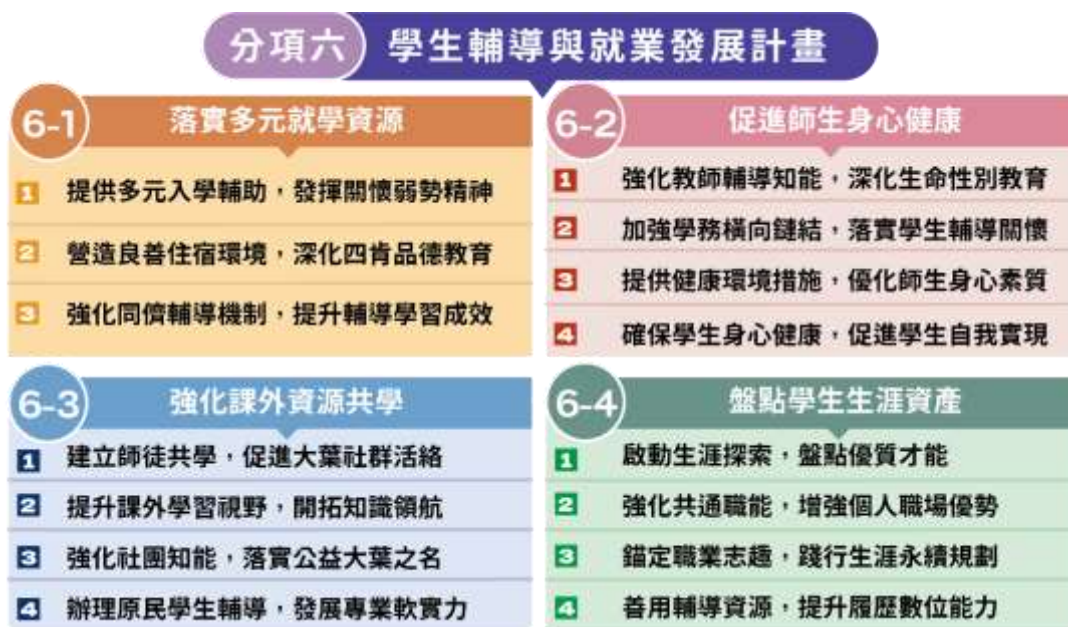 分項六 學生輔導與就業發展計畫
6-1 落實多元就學資源
1 提供多元入學輔助，發揮關懷弱勢精神
2 營造良善住宿環境，深化四肯品德教育
3 強化同儕輔導機制，提升輔導學習成效
6-2 促進師生身心健康
1 強化教師輔導知能，深化生命性別教育
2 加強學務橫向鏈結，落實學生輔導關懷
3 提供健康環境措施，優化師生身心素質
4 確保學生身心健康，促進學生自我實現
6-3 強化課外資源共學
1 建立師徒共學，促進大葉社群活絡
2 提升課外學習視野，開拓知識領航
3 強化社團知能，落實公益大葉之名
4 辦理原民學生輔導，發展專業軟實力
6-4 盤點學生生涯資產
1 啟動生涯探索，盤點優質才能
2 強化共通職能，增強個人職場優勢
3 錨定職業志趣，踐行生涯永續規劃
4 善用輔導資源，提升履歷數位能力